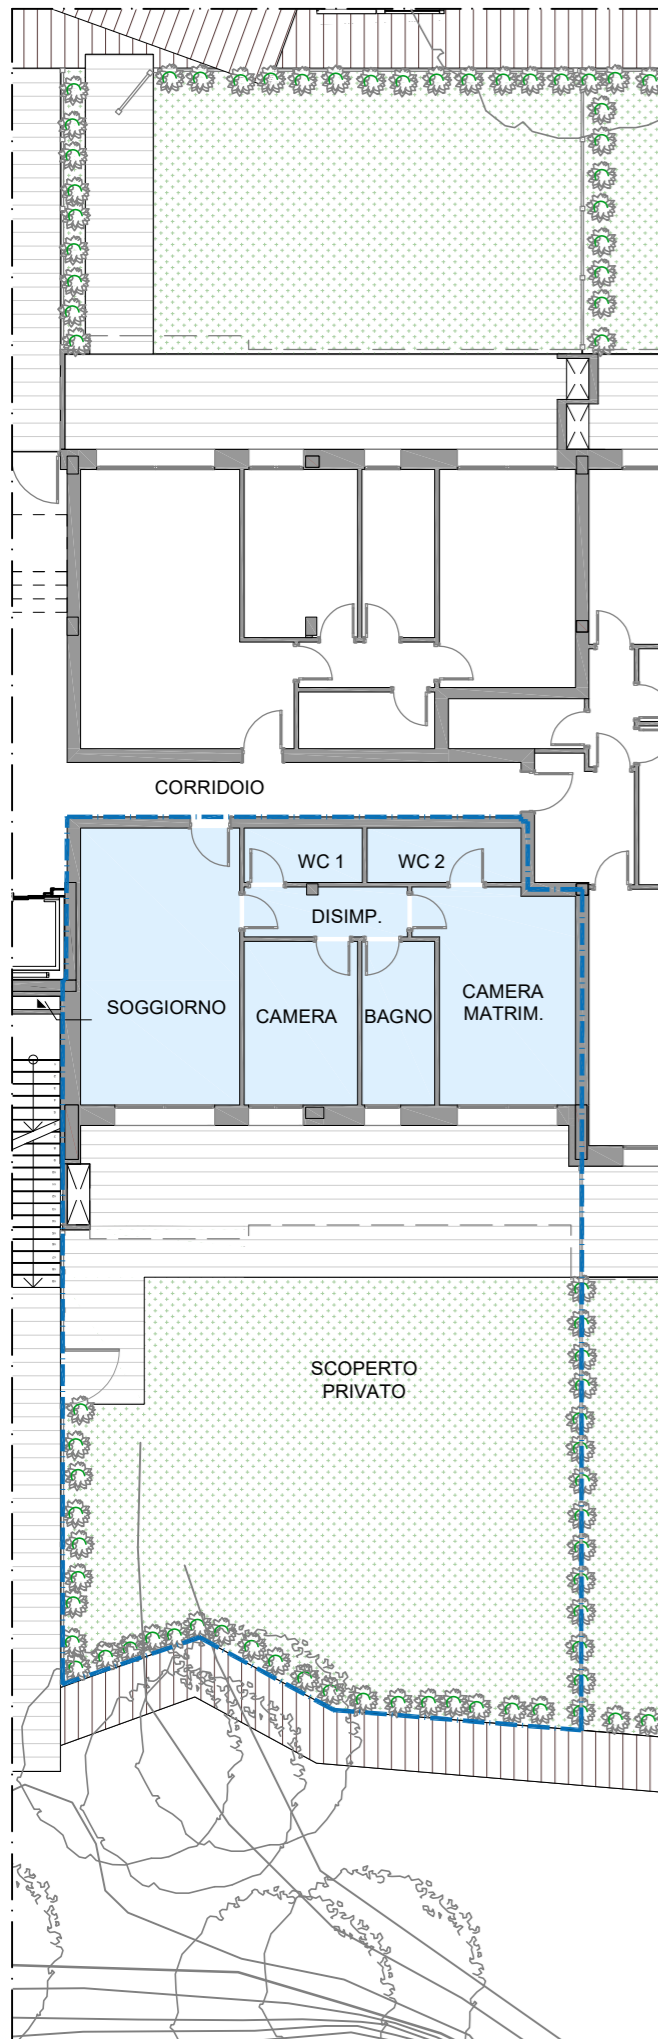 CORRIDOIO
WC 1
WC 2
DISIMP.
SOGGIORNO
CAMERA
BAGNO
CAMERA
MATRIM.
SCOPERTO
PRIVATO